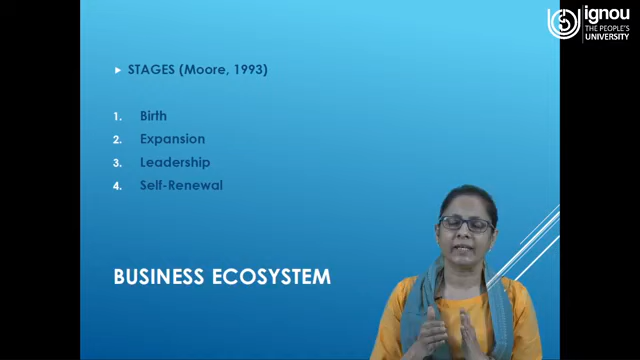 ignou
THE PEOPLE'S
UNIVERSITY
STAGES (Moore, 1993)
1. Birth
2. Expansion
3. Leadership
4. Self-Renewal
BUSINESS ECOSYSTEM